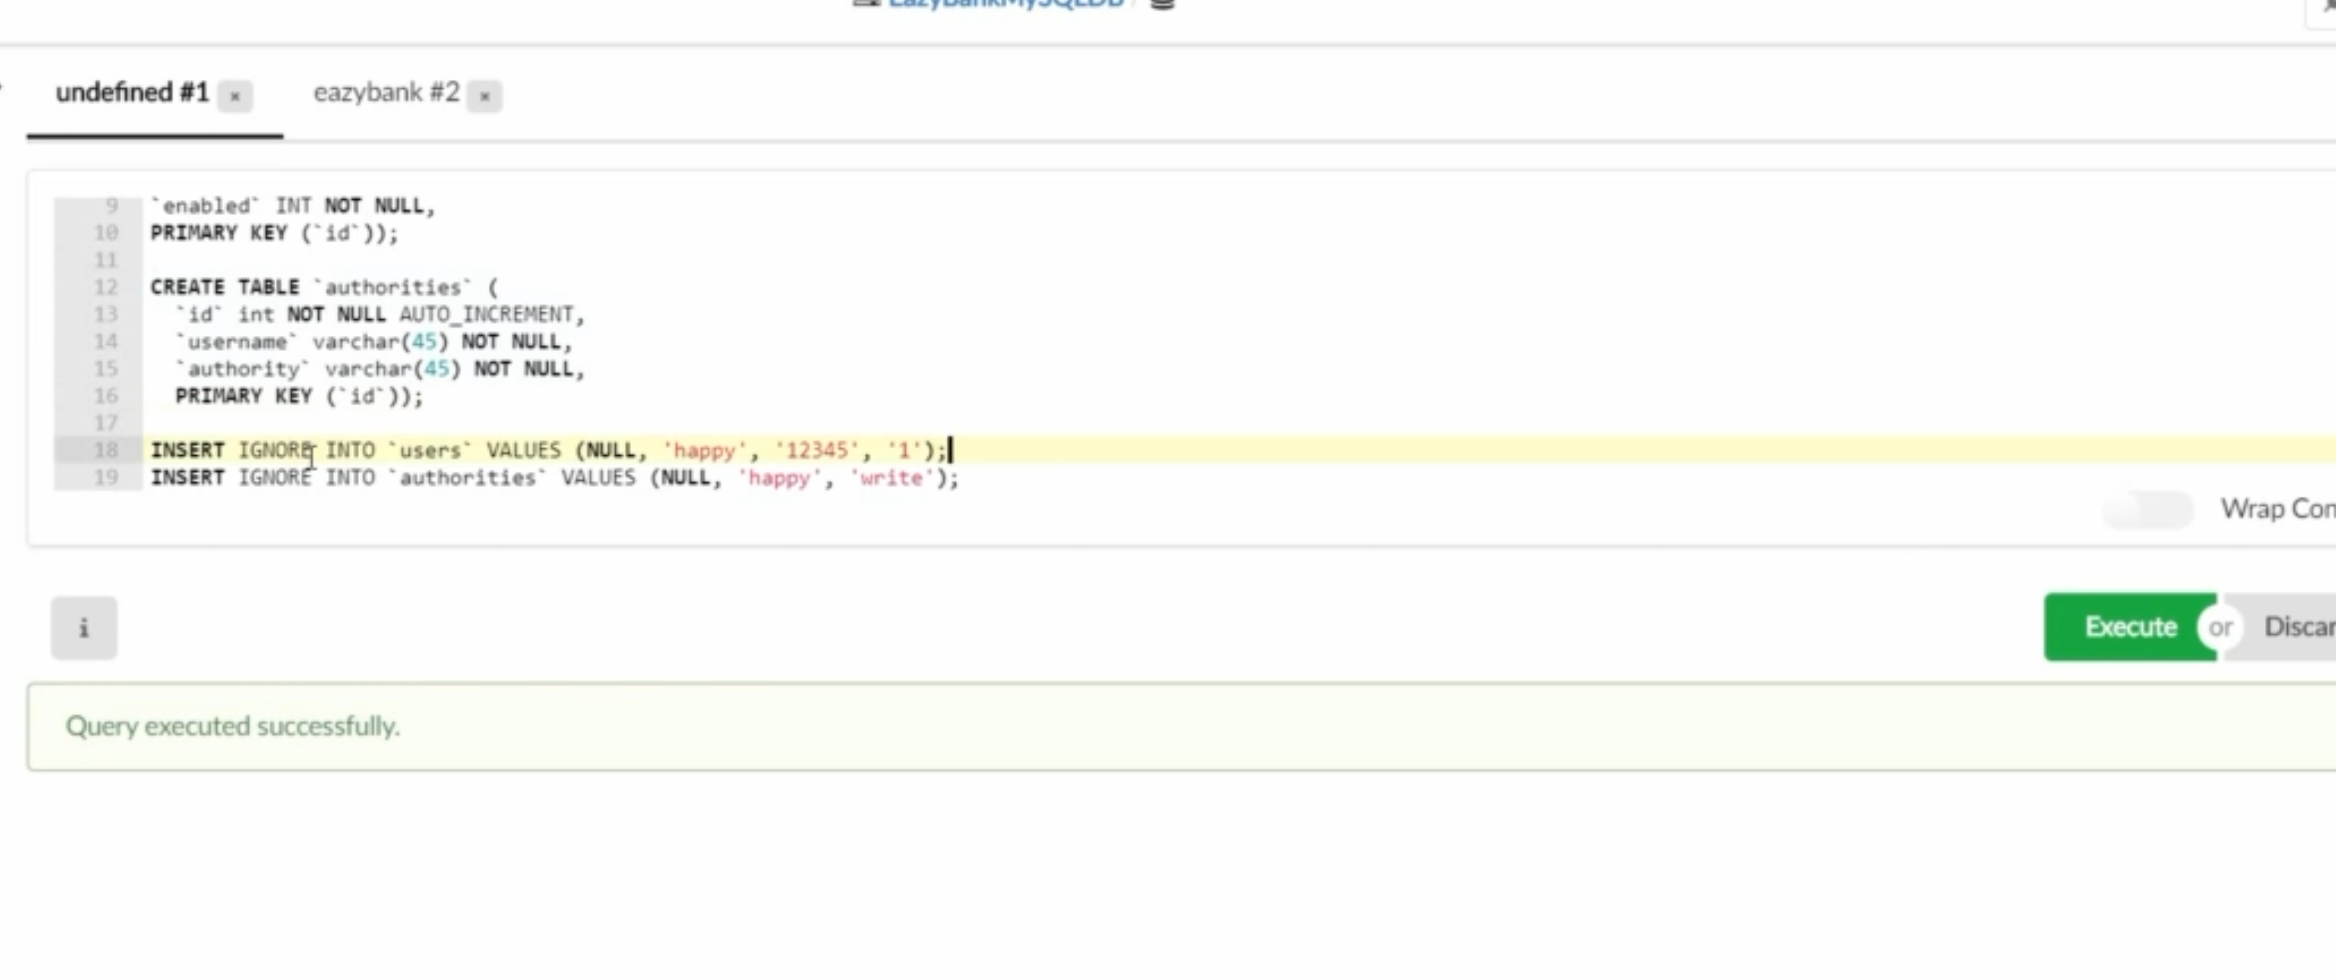 EazyBankMySQLDB /
undefined #1 ×
eazybank #2 ×
9 `enabled` INT NOT NULL,
10 PRIMARY KEY (`id`));
11
12 CREATE TABLE `authorities` (
13 `id` int NOT NULL AUTO_INCREMENT,
14 `username` varchar(45) NOT NULL,
15 `authority` varchar(45) NOT NULL,
16 PRIMARY KEY (`id`));
17
18 INSERT IGNORE INTO `users` VALUES (NULL, 'happy', '12345', '1');
19 INSERT IGNORE INTO `authorities` VALUES (NULL, 'happy', 'write');
Wrap Con
i
Execute or Discar
Query executed successfully.